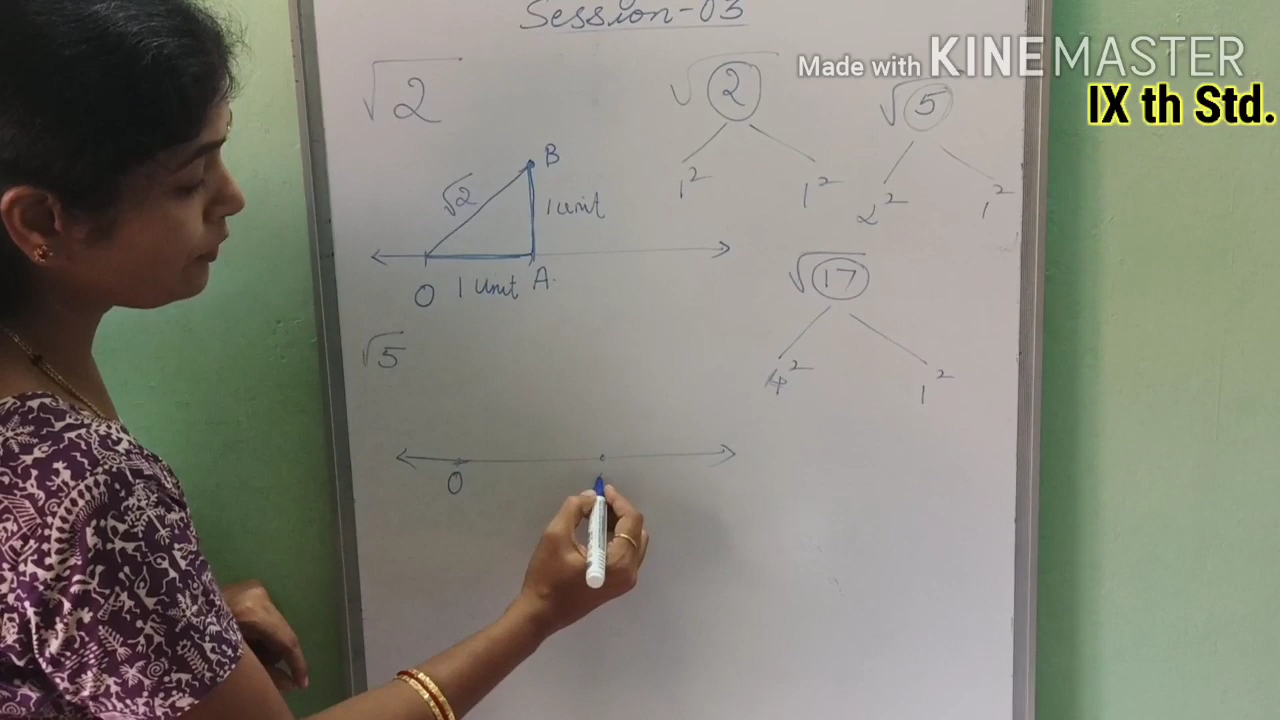 Session-03
Made with KINEMASTER
IX th Std.
√2
√2
1²
1²
√5
2²
1²
B
√2
1 unit
O
1 unit
A.
√17
4²
1²
√5
O